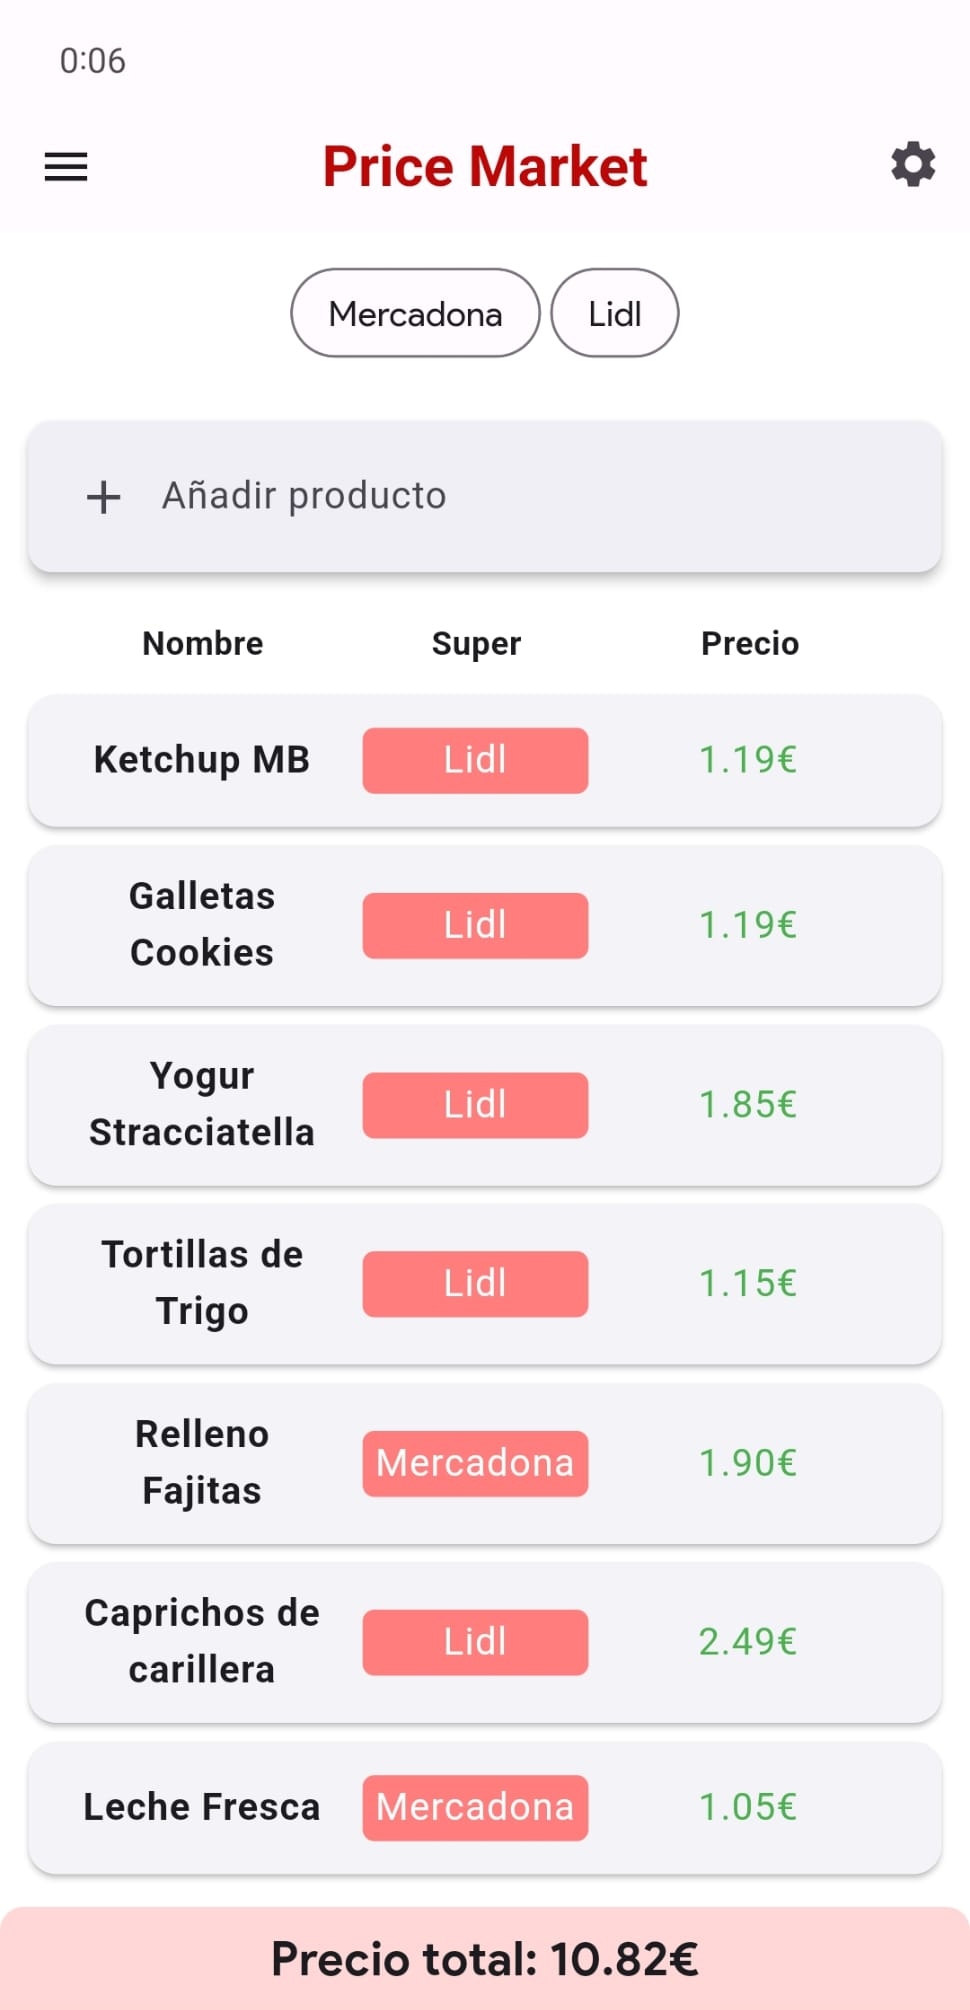 0:06
Price Market
Mercadona Lidl
+ Añadir producto
Nombre Super Precio
Ketchup MB Lidl 1.19€
Galletas
Cookies
Lidl 1.19€
Yogur
Stracciatella
Lidl 1.85€
Tortillas de
Trigo
Lidl 1.15€
Relleno
Fajitas
Mercadona 1.90€
Caprichos de
carillera
Lidl 2.49€
Leche Fresca Mercadona 1.05€
Precio total: 10.82€